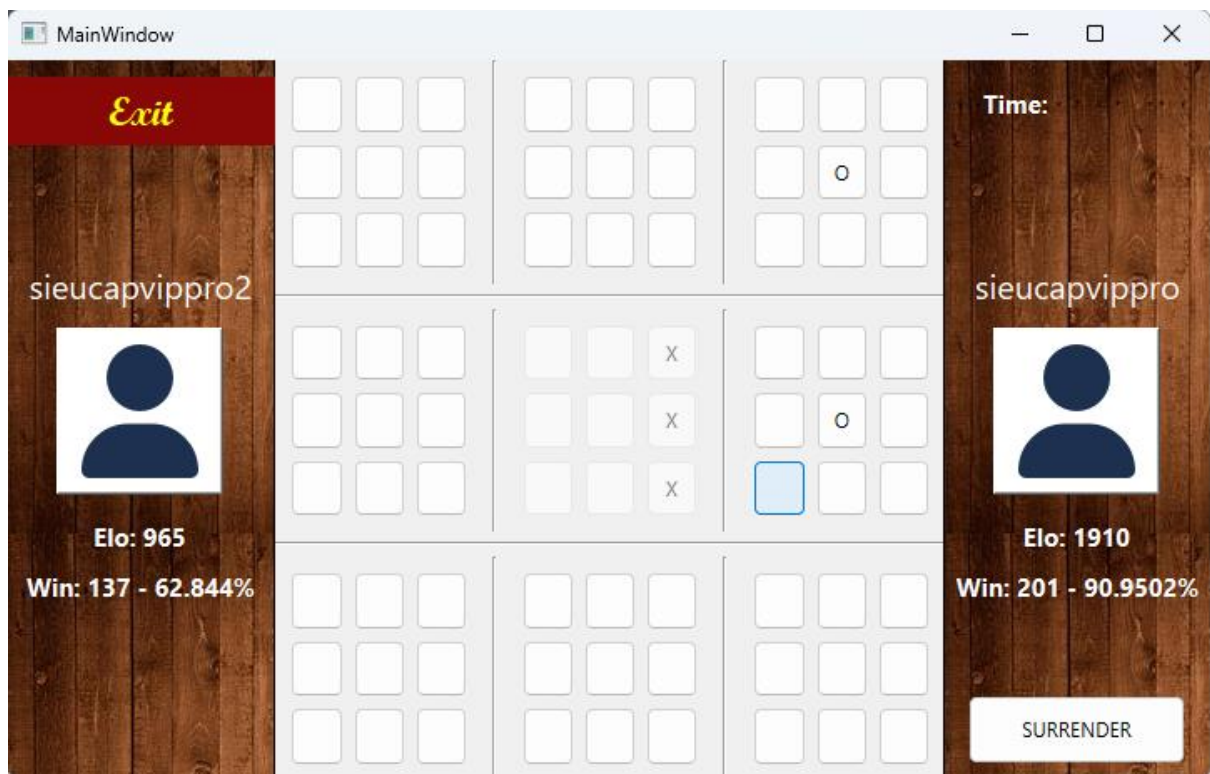 MainWindow
Exit
Time:
O
sieucapvippro2
sieucapvippro
X
X
O
X
Elo: 965
Elo: 1910
Win: 137 - 62.844%
Win: 201 - 90.9502%
SURRENDER